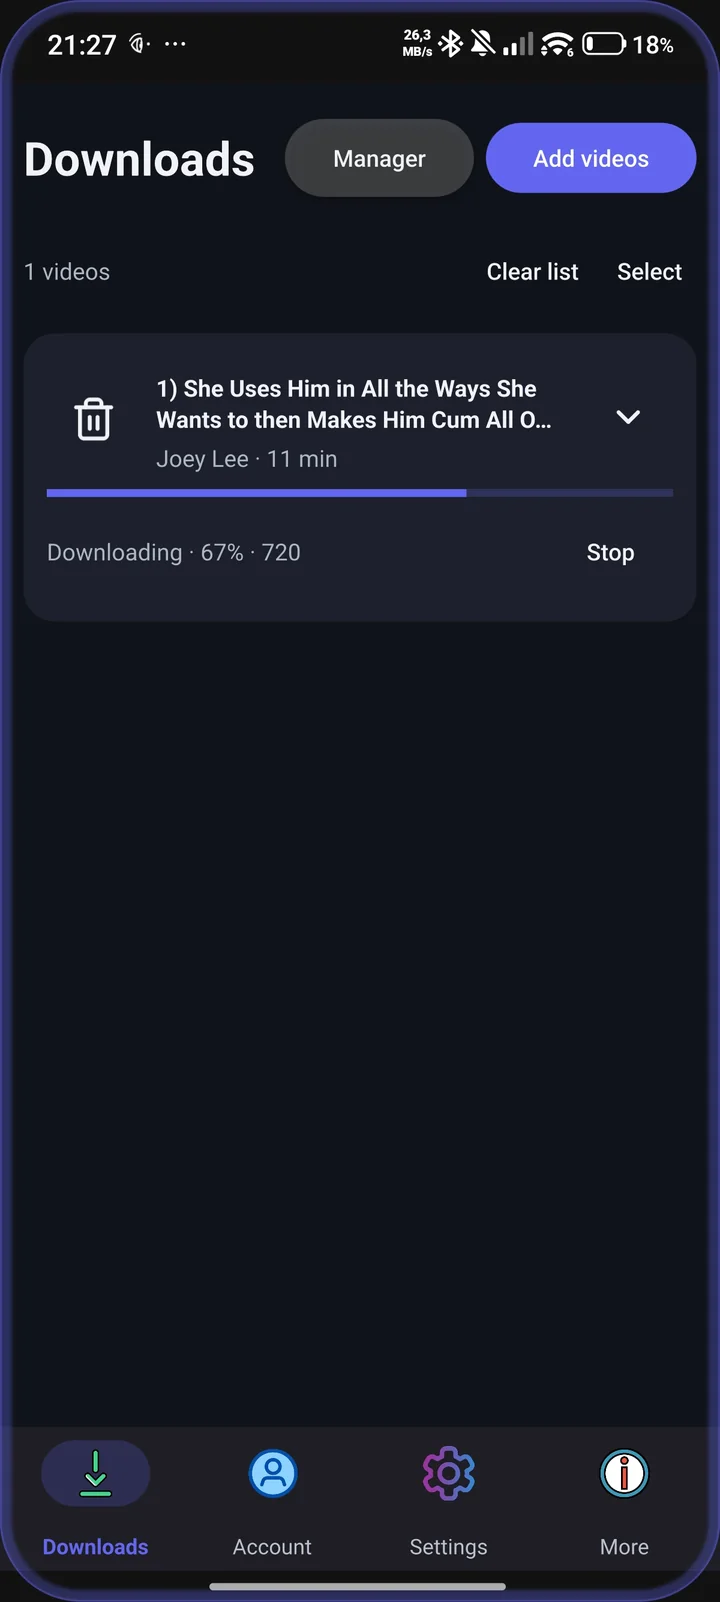 21:27
26,3
MB/s
6
18%
Downloads
Manager
Add videos
1 videos
Clear list
Select
1) She Uses Him in All the Ways She
Wants to then Makes Him Cum All O...
Joey Lee · 11 min
Downloading · 67% · 720
Stop
Downloads
Account
Settings
More